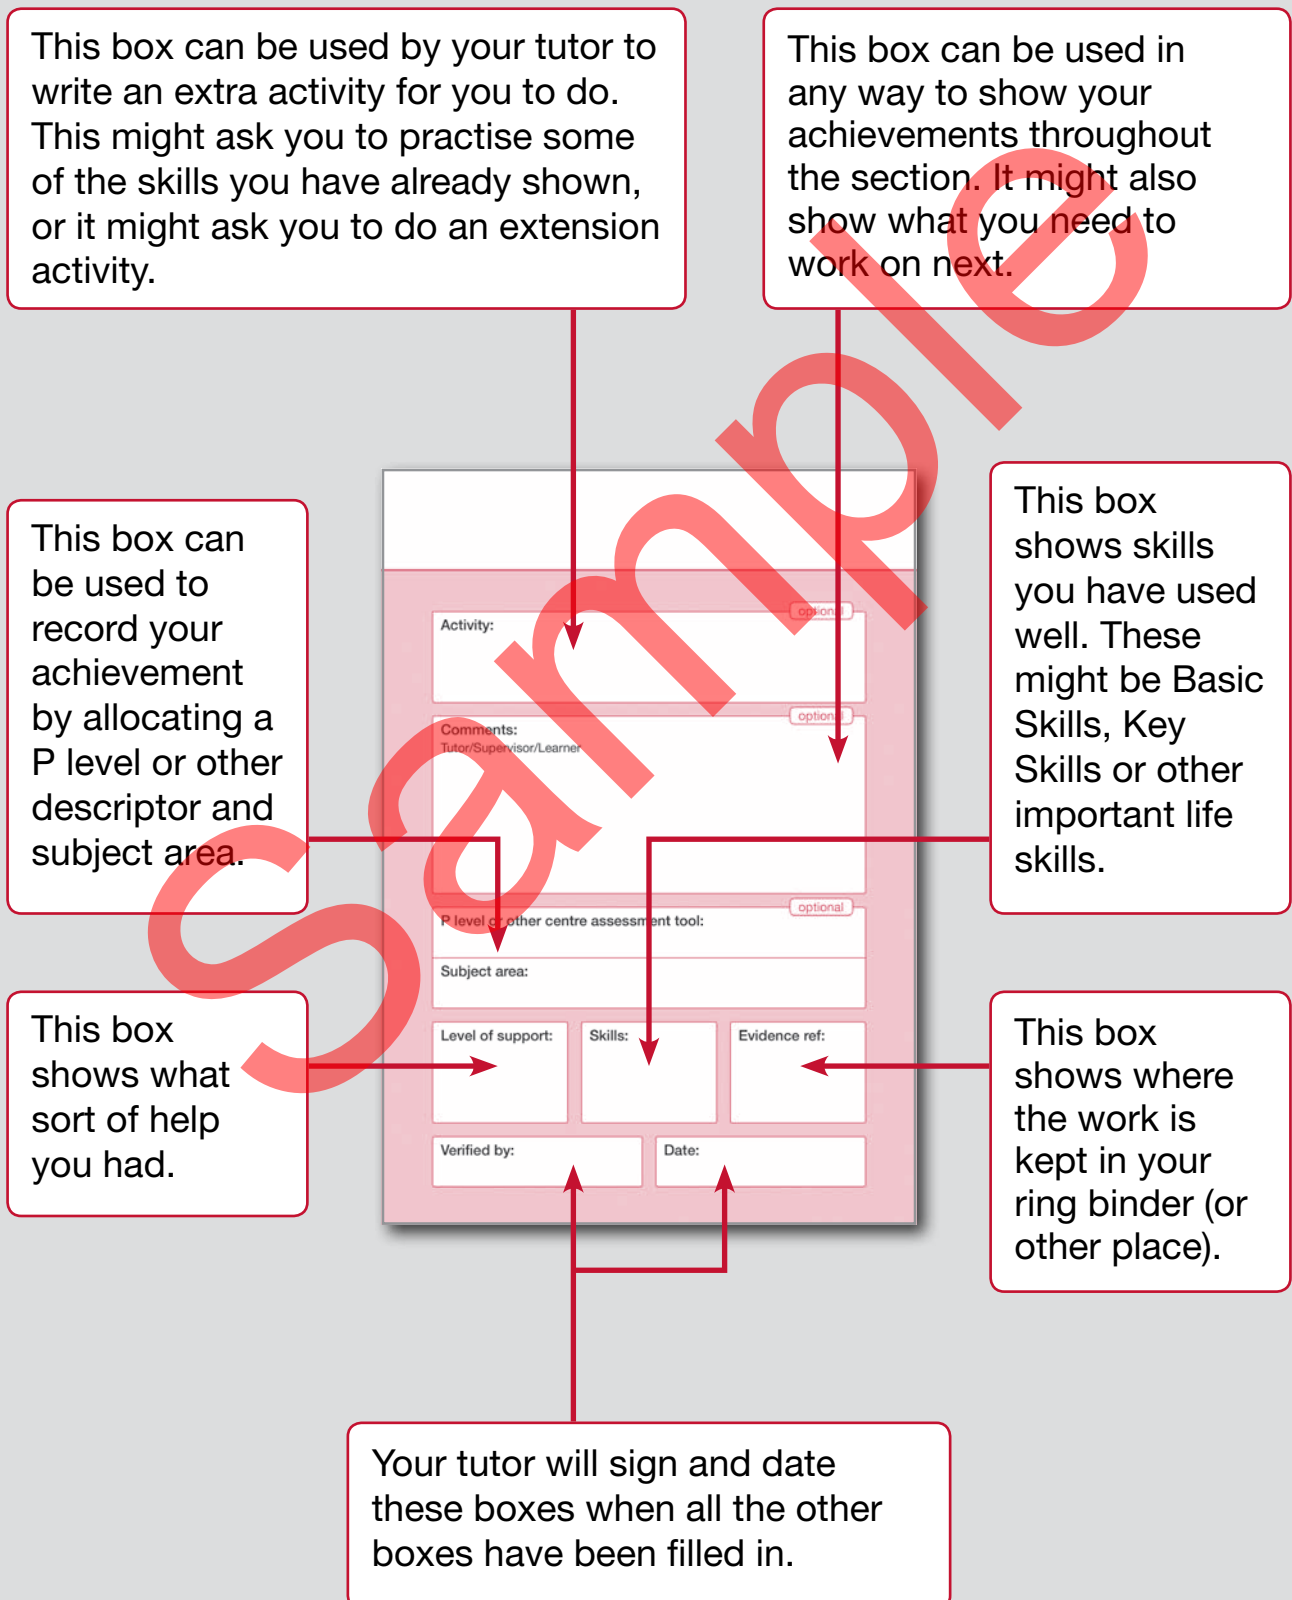 This box can be used by your tutor to
write an extra activity for you to do.
This might ask you to practise some
of the skills you have already shown,
or it might ask you to do an extension
activity.
This box can be used in
any way to show your
achievements throughout
the section. It might also
show what you need to
work on next.
This box can
be used to
record your
achievement
by allocating a
P level or other
descriptor and
subject area.
This box
shows skills
you have used
well. These
might be Basic
Skills, Key
Skills or other
important life
skills.
optional
Activity:
optional
Comments:
Tutor/Supervisor/Learner
optional
P level or other centre assessment tool:
Subject area:
Level of support:
Skills:
Evidence ref:
Verified by:
Date:
This box
shows what
sort of help
you had.
This box
shows where
the work is
kept in your
ring binder (or
other place).
Your tutor will sign and date
these boxes when all the other
boxes have been filled in.
Sample